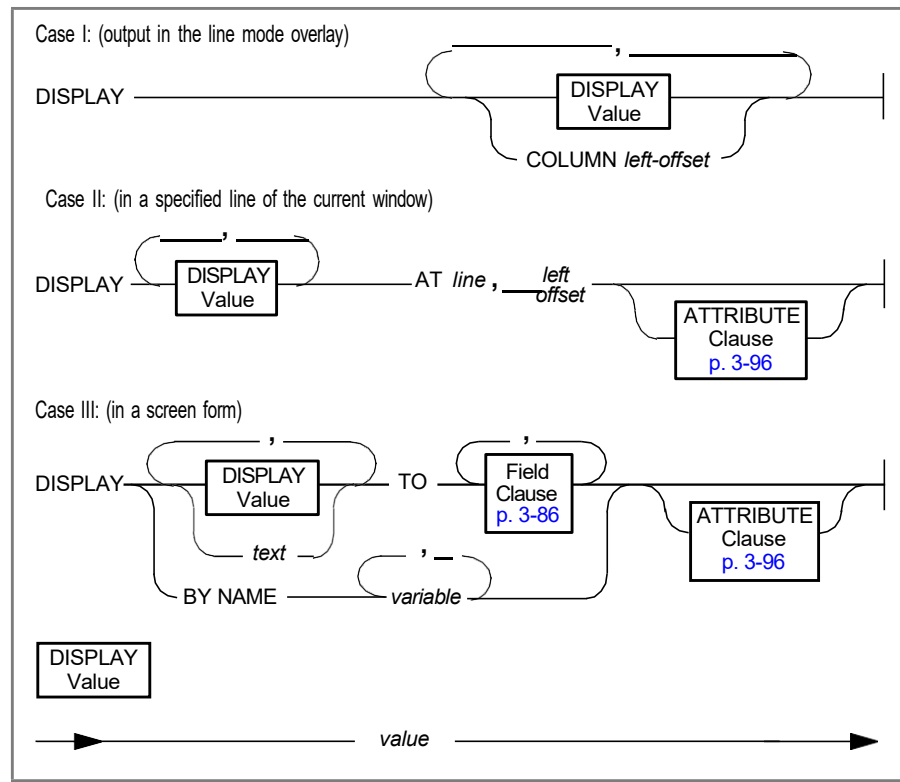 Case I: (output in the line mode overlay)
,
DISPLAY
DISPLAY
Value
COLUMN left-offset
Case II: (in a specified line of the current window)
,
DISPLAY
DISPLAY
Value
AT line ,
left
offset
ATTRIBUTE
Clause
p. 3-96
Case III: (in a screen form)
,
,
DISPLAY
DISPLAY
Value
TO
Field
Clause
p. 3-86
text
ATTRIBUTE
Clause
p. 3-96
,
BY NAME
variable
DISPLAY
Value
value